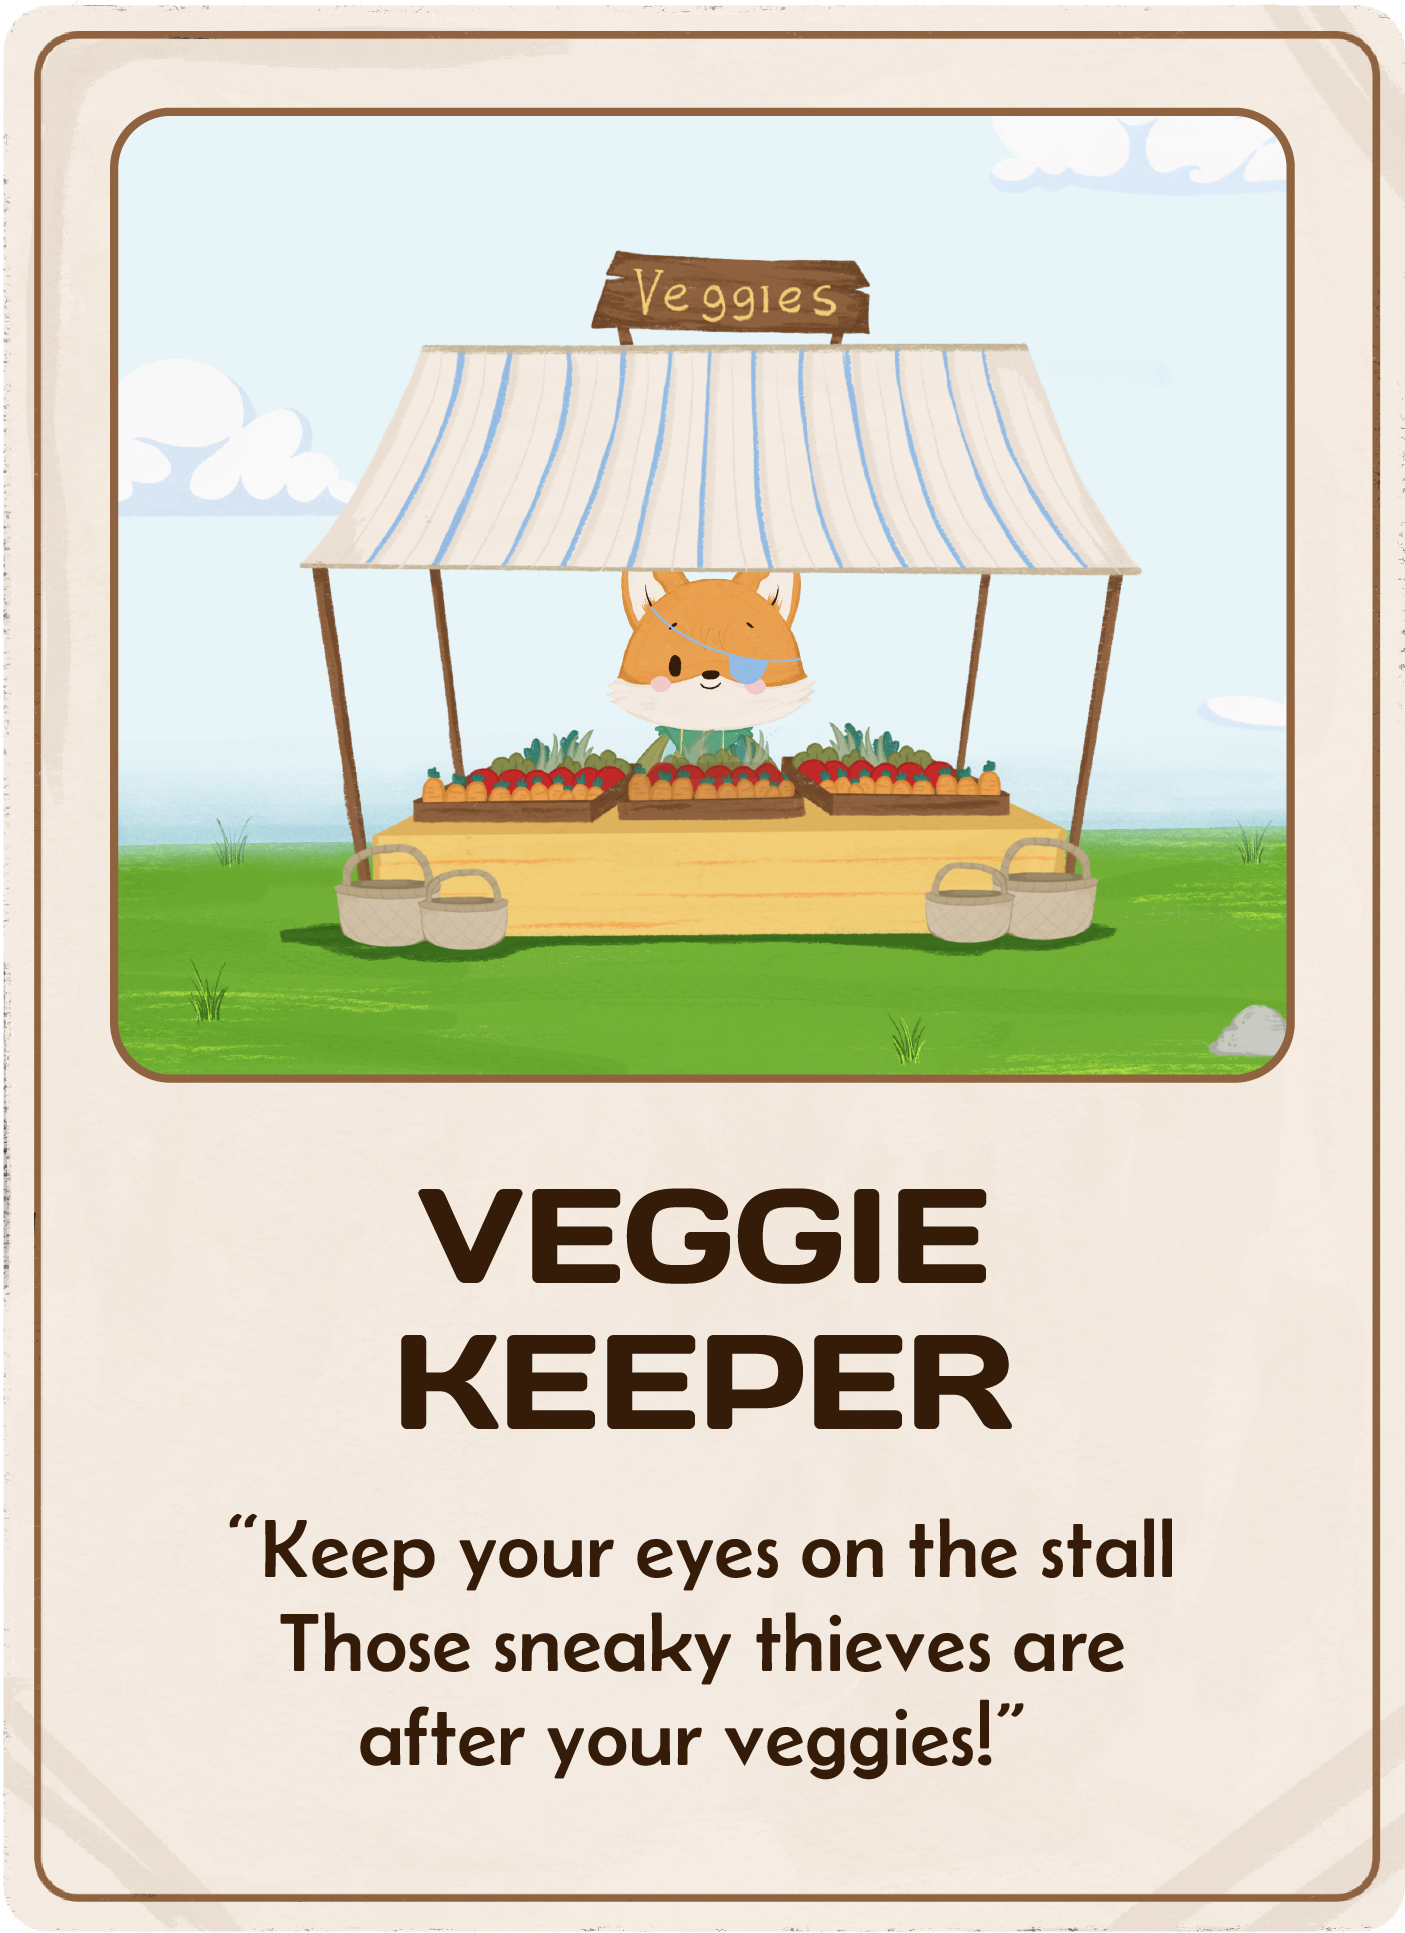 Veggies
VEGGIE
KEEPER
“Keep your eyes on the stall
Those sneaky thieves are
after your veggies!”